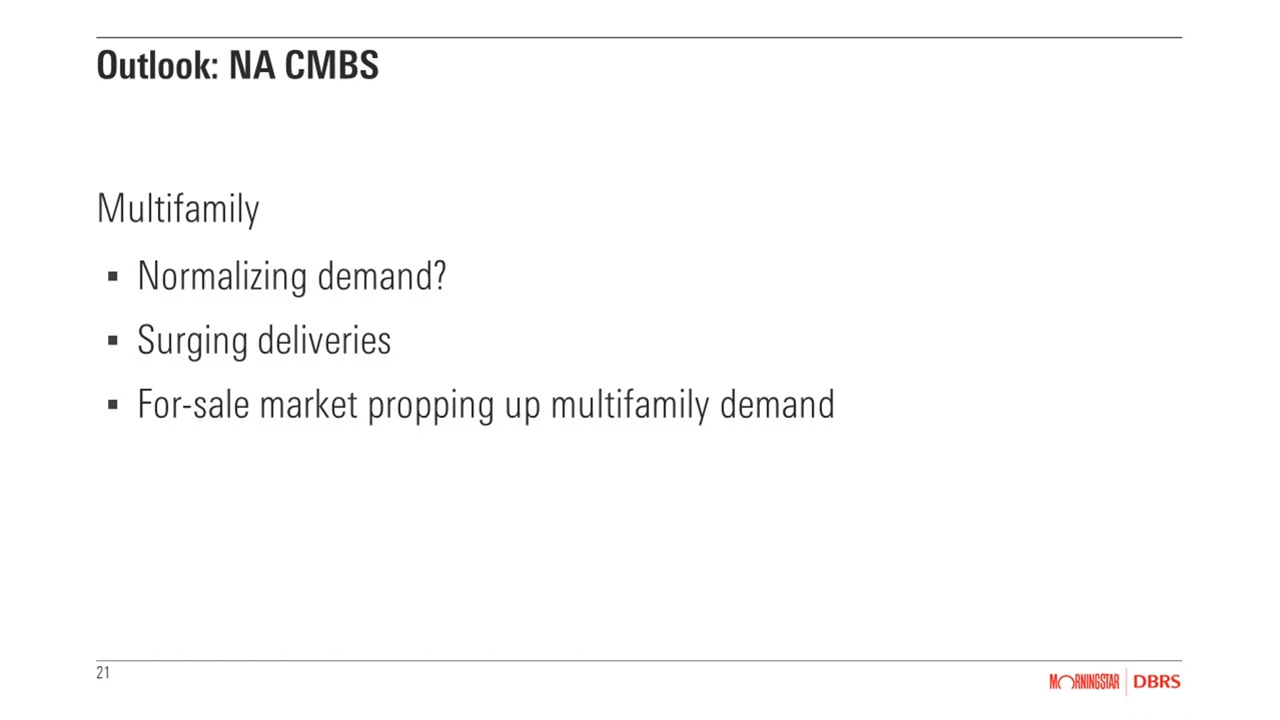 Outlook: NA CMBS
Multifamily
▪ Normalizing demand?
▪ Surging deliveries
▪ For-sale market propping up multifamily demand
21
MORNINGSTAR | DBRS